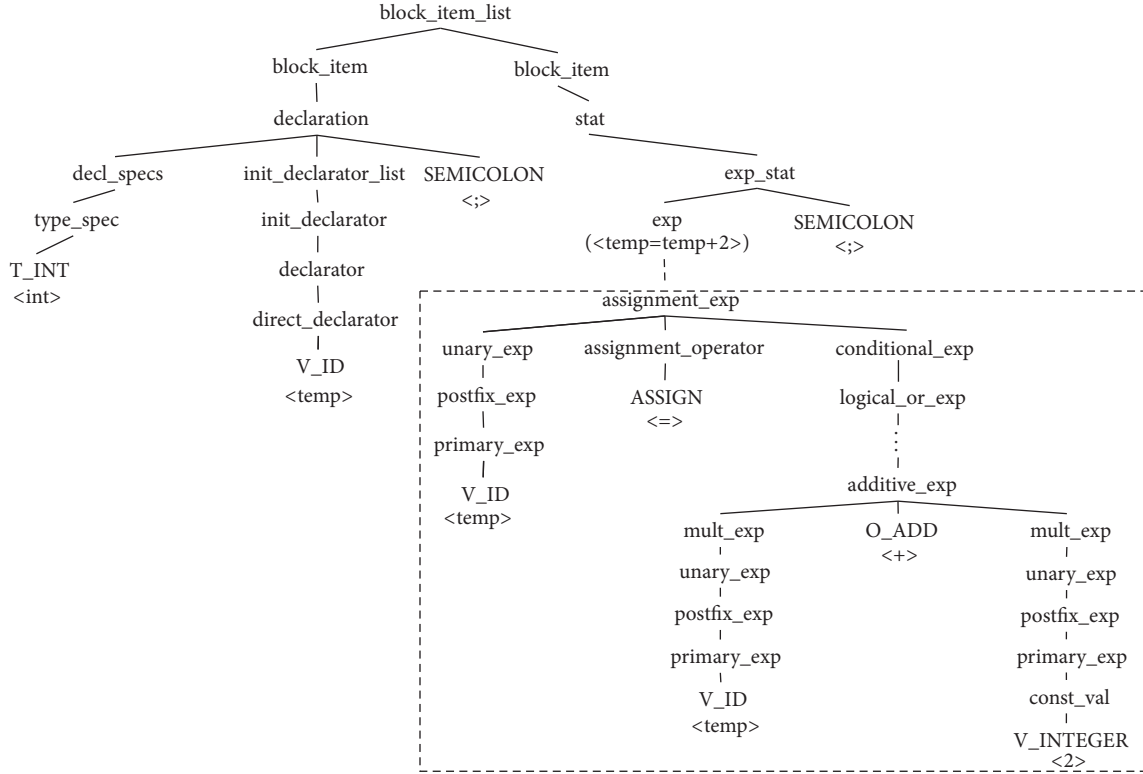 block_item_list
block_item block_item
declaration stat
decl_specs init_declarator_list SEMICOLON exp_stat
<;>
type_spec init_declarator exp SEMICOLON
(<temp=temp+2>) <;>
T_INT declarator
<int>
assignment_exp
direct_declarator
unary_exp assignment_operator conditional_exp
V_ID
<temp> postfix_exp ASSIGN logical_or_exp
<=>
primary_exp
additive_exp
V_ID
<temp>
mult_exp O_ADD mult_exp
<+>
unary_exp unary_exp
postfix_exp postfix_exp
primary_exp primary_exp
V_ID const_val
<temp>
V_INTEGER
<2>